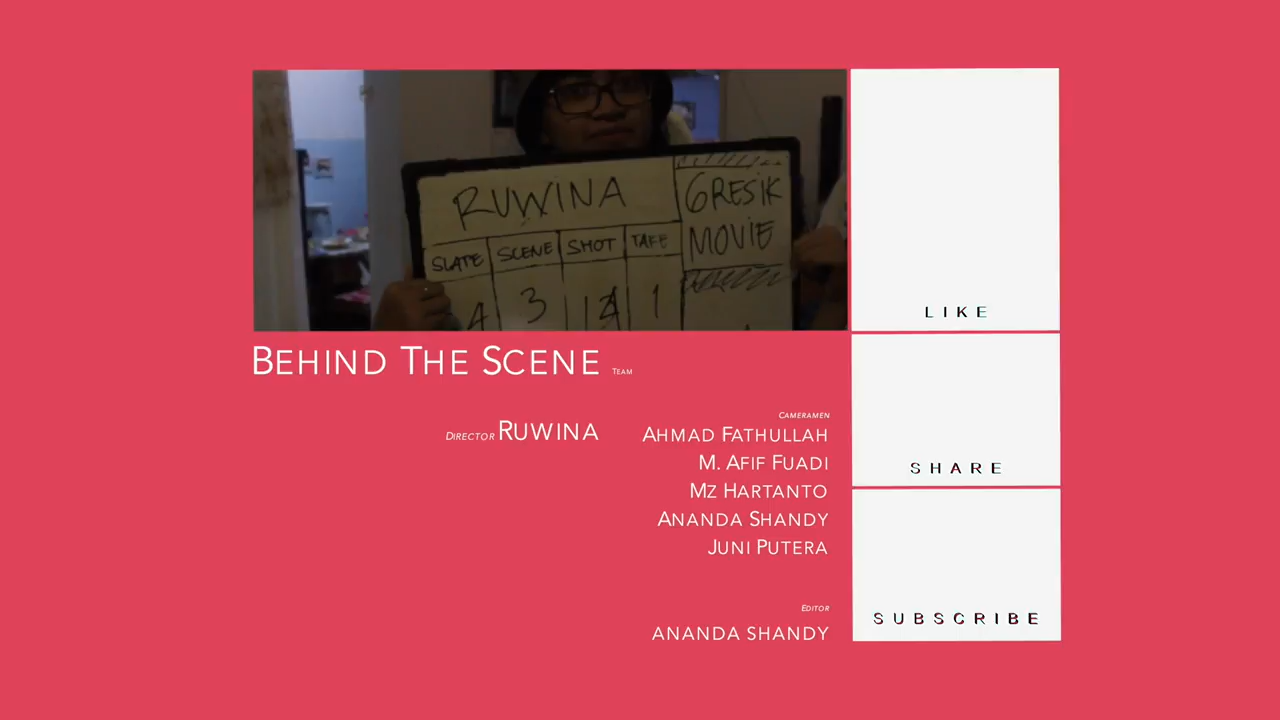 RUWINA
GRESIK
MOVIE
SLATE SCENE SHOT TAKE
4 3 1
LIKE
BEHIND THE SCENE TEAM
DIRECTOR RUWINA
CAMERAMEN
AHMAD FATHULLAH
M. AFIF FUADI
MZ HARTANTO
ANANDA SHANDY
JUNI PUTERA
SHARE
EDITOR
ANANDA SHANDY
SUBSCRIBE